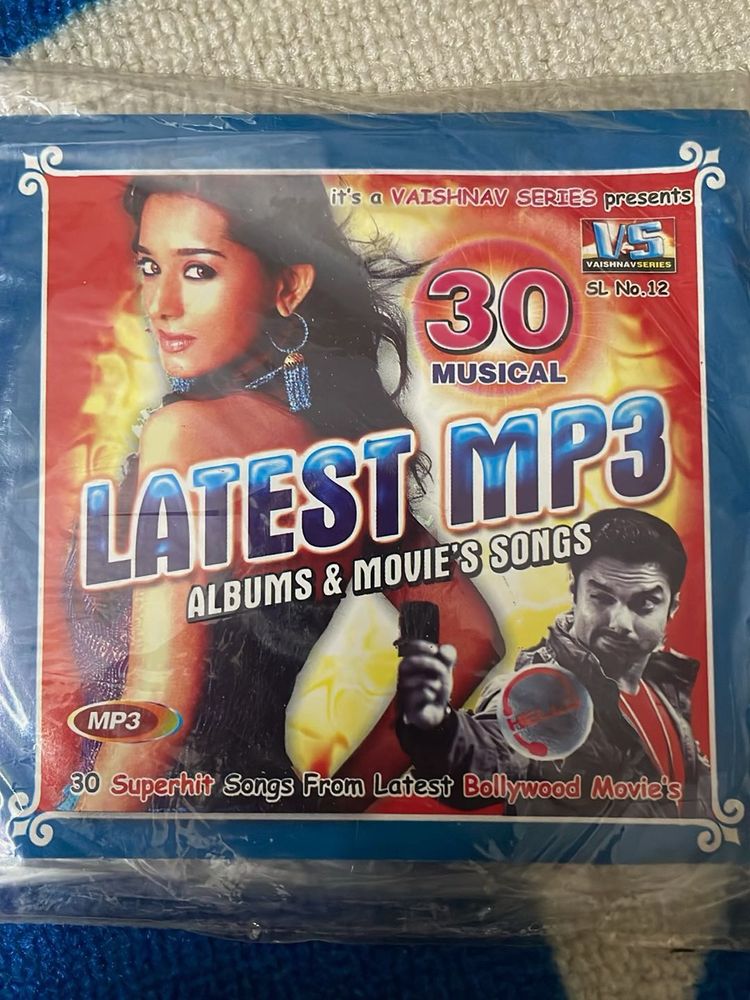 it's a VAISHNAV SERIES presents
VS
VAISHNAVSERIES
SL No.12
30
MUSICAL
LATEST MP3
ALBUMS & MOVIE'S SONGS
HELLO
MP3
30 Superhit Songs From Latest Bollywood Movie's